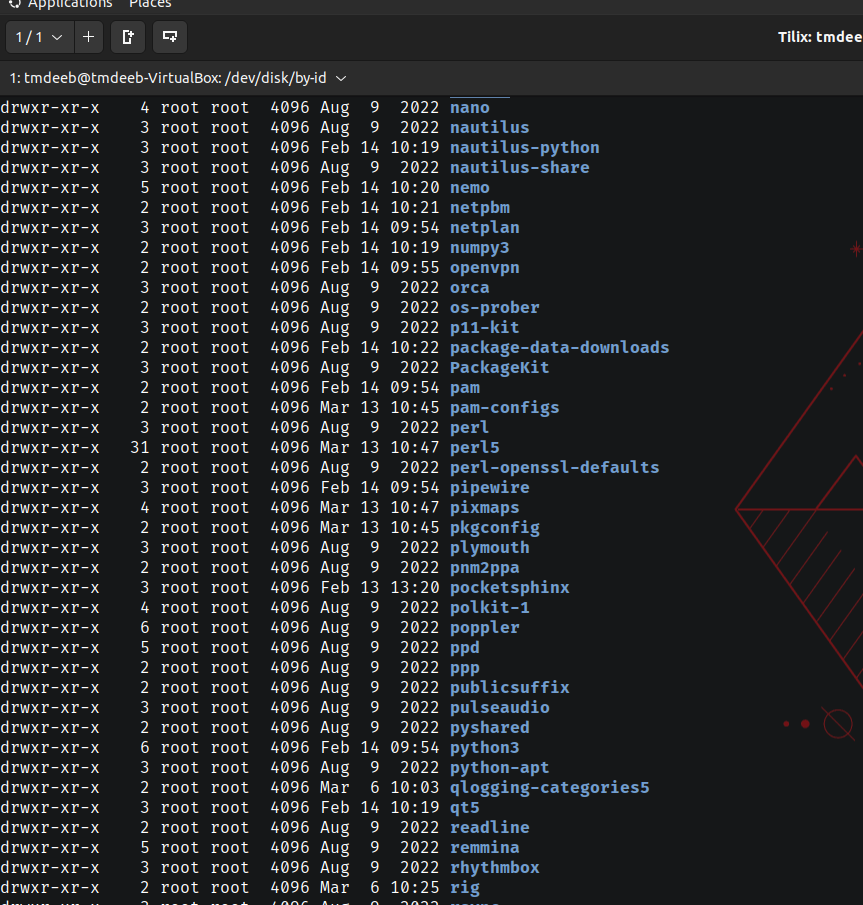 Applications Places
1 / 1
Tilix: tmdee
1: tmdeeb@tmdeeb-VirtualBox: /dev/disk/by-id
drwxr-xr-x 4 root root 4096 Aug 9 2022 nano
drwxr-xr-x 3 root root 4096 Aug 9 2022 nautilus
drwxr-xr-x 3 root root 4096 Feb 14 10:19 nautilus-python
drwxr-xr-x 3 root root 4096 Aug 9 2022 nautilus-share
drwxr-xr-x 5 root root 4096 Feb 14 10:20 nemo
drwxr-xr-x 2 root root 4096 Feb 14 10:21 netpbm
drwxr-xr-x 3 root root 4096 Feb 14 09:54 netplan
drwxr-xr-x 2 root root 4096 Feb 14 10:19 numpy3
drwxr-xr-x 2 root root 4096 Feb 14 09:55 openvpn
drwxr-xr-x 3 root root 4096 Aug 9 2022 orca
drwxr-xr-x 2 root root 4096 Aug 9 2022 os-prober
drwxr-xr-x 3 root root 4096 Aug 9 2022 p11-kit
drwxr-xr-x 2 root root 4096 Feb 14 10:22 package-data-downloads
drwxr-xr-x 3 root root 4096 Aug 9 2022 PackageKit
drwxr-xr-x 2 root root 4096 Feb 14 09:54 pam
drwxr-xr-x 2 root root 4096 Mar 13 10:45 pam-configs
drwxr-xr-x 3 root root 4096 Aug 9 2022 perl
drwxr-xr-x 31 root root 4096 Mar 13 10:47 perl5
drwxr-xr-x 2 root root 4096 Aug 9 2022 perl-openssl-defaults
drwxr-xr-x 3 root root 4096 Feb 14 09:54 pipewire
drwxr-xr-x 4 root root 4096 Mar 13 10:47 pixmaps
drwxr-xr-x 2 root root 4096 Mar 13 10:45 pkgconfig
drwxr-xr-x 3 root root 4096 Aug 9 2022 plymouth
drwxr-xr-x 2 root root 4096 Aug 9 2022 pnm2ppa
drwxr-xr-x 3 root root 4096 Feb 13 13:20 pocketsphinx
drwxr-xr-x 4 root root 4096 Aug 9 2022 polkit-1
drwxr-xr-x 6 root root 4096 Aug 9 2022 poppler
drwxr-xr-x 5 root root 4096 Aug 9 2022 ppd
drwxr-xr-x 2 root root 4096 Aug 9 2022 ppp
drwxr-xr-x 2 root root 4096 Aug 9 2022 publicsuffix
drwxr-xr-x 3 root root 4096 Aug 9 2022 pulseaudio
drwxr-xr-x 2 root root 4096 Aug 9 2022 pyshared
drwxr-xr-x 6 root root 4096 Feb 14 09:54 python3
drwxr-xr-x 3 root root 4096 Aug 9 2022 python-apt
drwxr-xr-x 2 root root 4096 Mar 6 10:03 qlogging-categories5
drwxr-xr-x 3 root root 4096 Feb 14 10:19 qt5
drwxr-xr-x 2 root root 4096 Aug 9 2022 readline
drwxr-xr-x 5 root root 4096 Aug 9 2022 remmina
drwxr-xr-x 3 root root 4096 Aug 9 2022 rhythmbox
drwxr-xr-x 2 root root 4096 Mar 6 10:25 rig